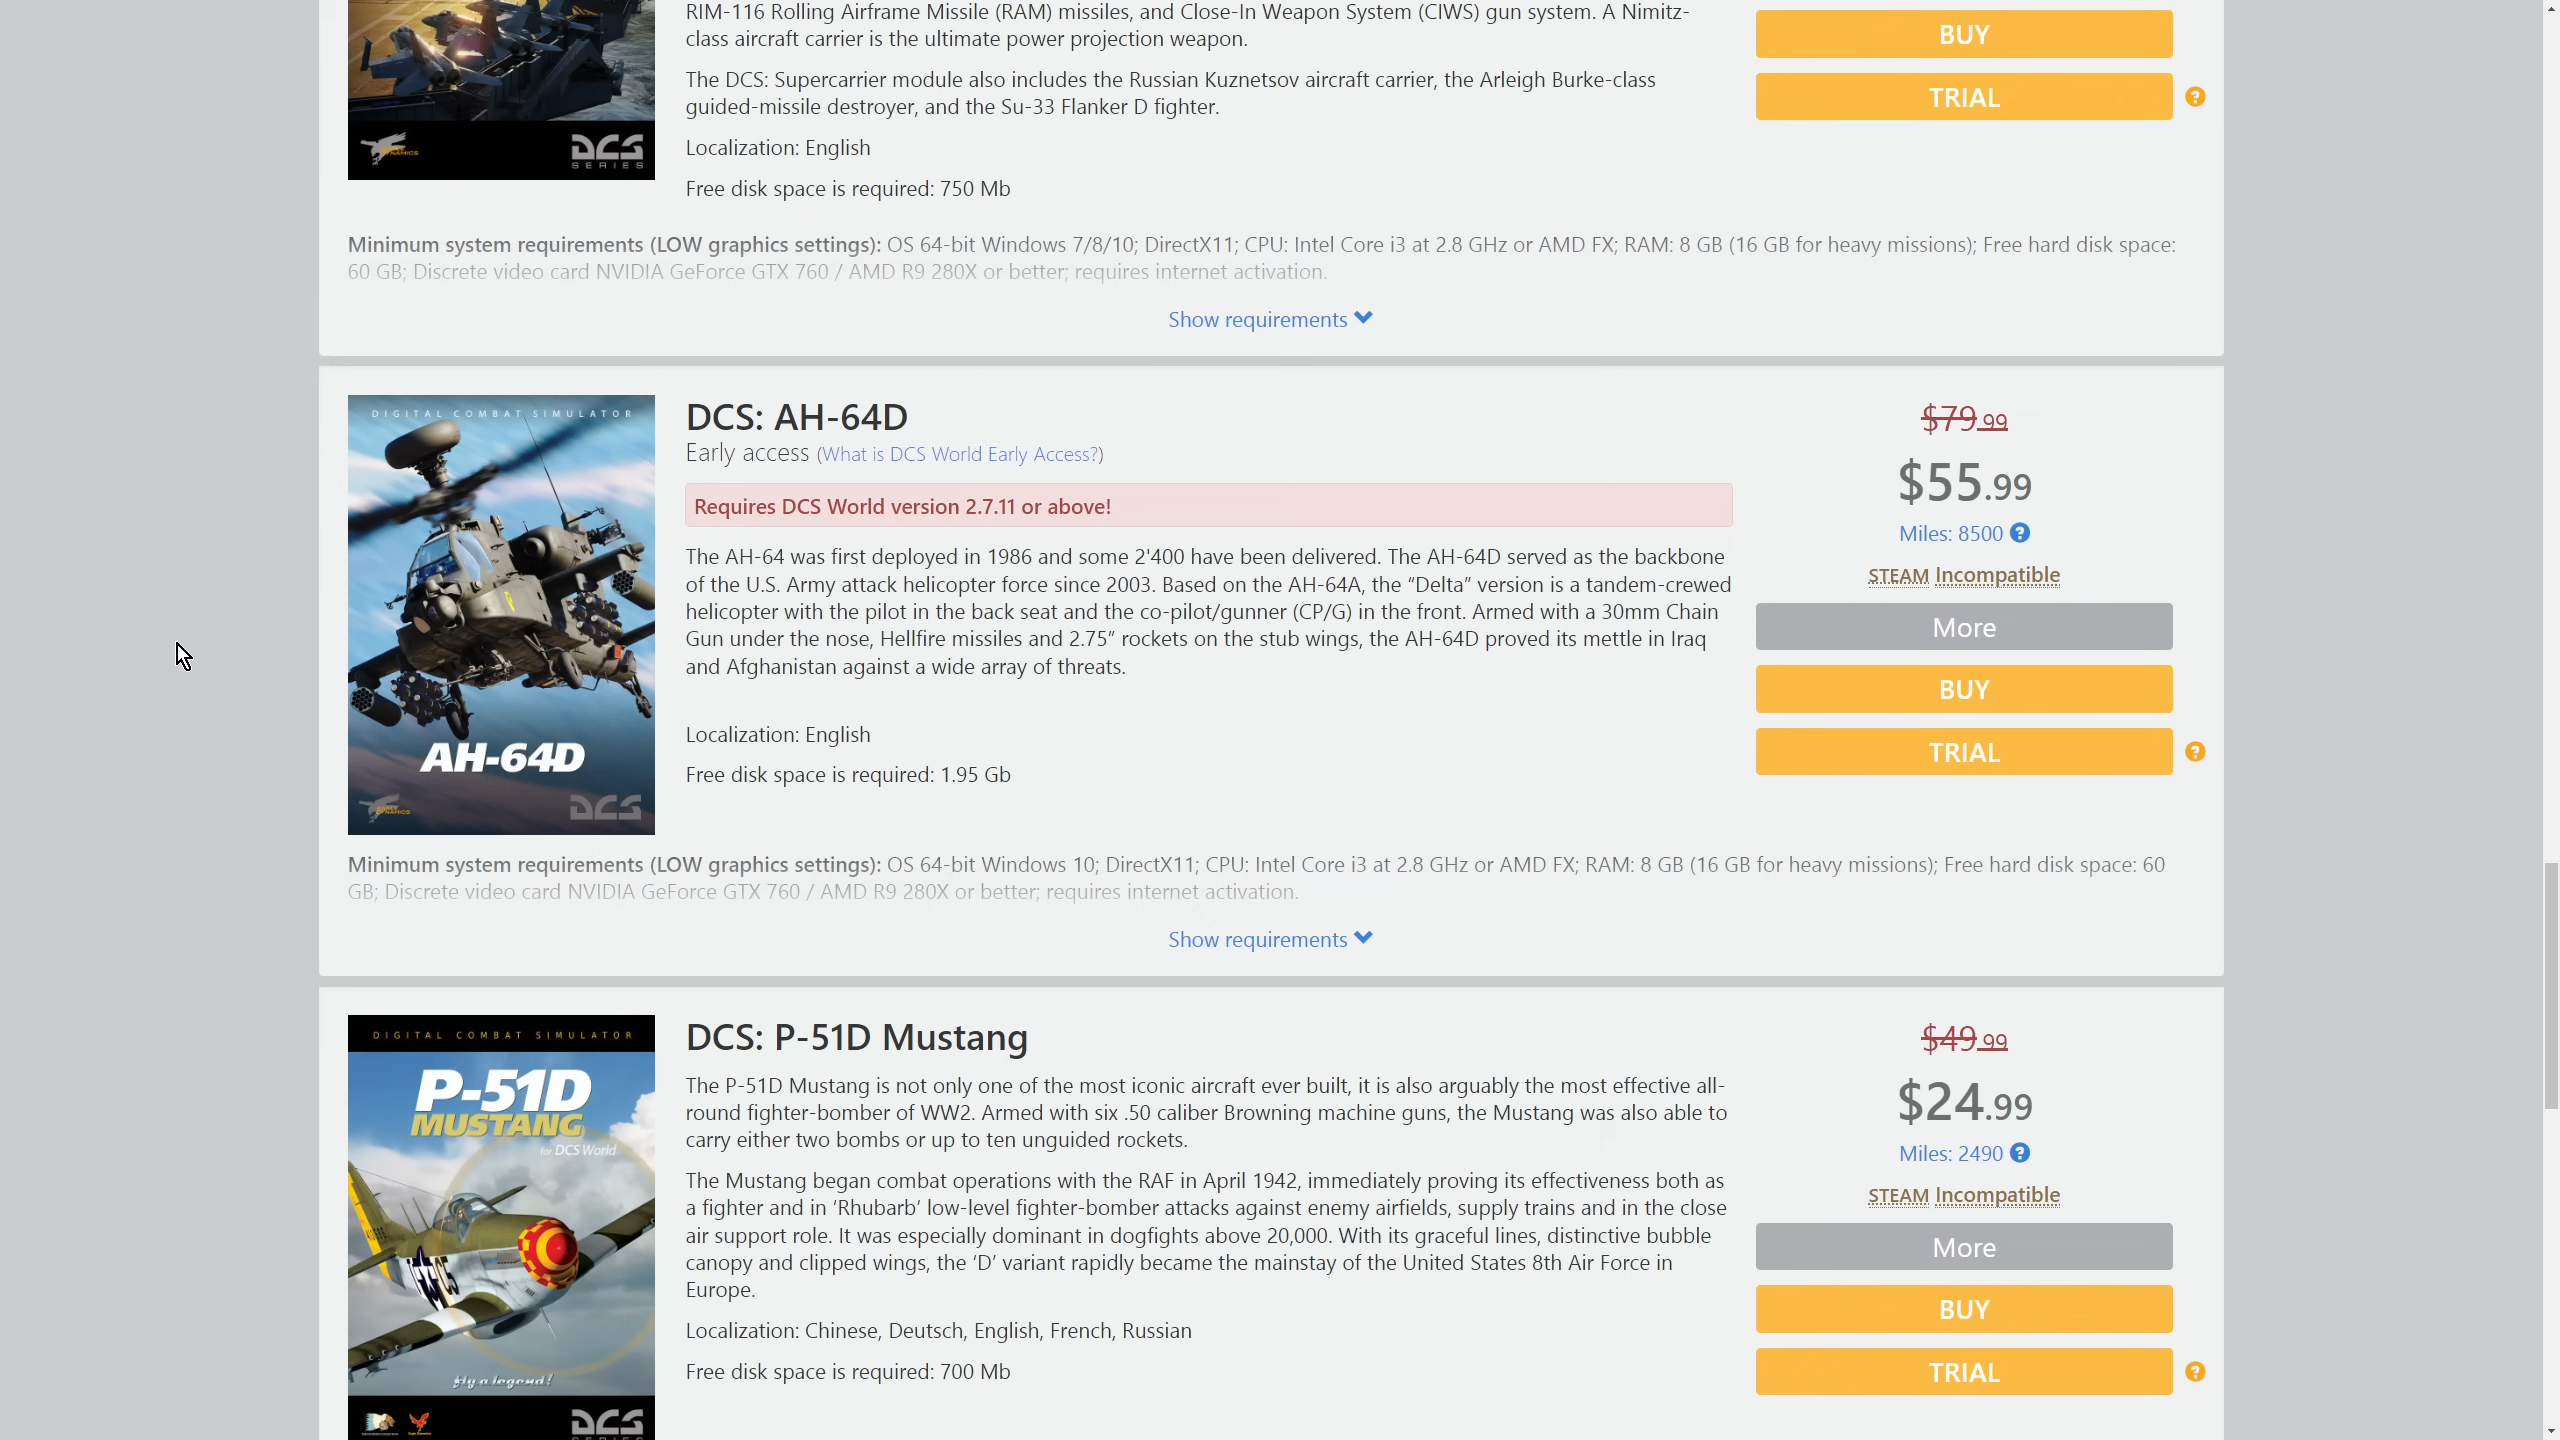 RIM-116 Rolling Airframe Missile (RAM) missiles, and Close-In Weapon System (CIWS) gun system. A Nimitz-
class aircraft carrier is the ultimate power projection weapon.
The DCS: Supercarrier module also includes the Russian Kuznetsov aircraft carrier, the Arleigh Burke-class
guided-missile destroyer, and the Su-33 Flanker D fighter.
Localization: English
Free disk space is required: 750 Mb
BUY
TRIAL
DCS
SERIES
Minimum system requirements (LOW graphics settings): OS 64-bit Windows 7/8/10; DirectX11; CPU: Intel Core i3 at 2.8 GHz or AMD FX; RAM: 8 GB (16 GB for heavy missions); Free hard disk space:
60 GB; Discrete video card NVIDIA GeForce GTX 760 / AMD R9 280X or better; requires internet activation.
Show requirements
DIGITAL COMBAT SIMULATOR
AH-64D
DCS
DCS: AH-64D
Early access (What is DCS World Early Access?)
Requires DCS World version 2.7.11 or above!
The AH-64 was first deployed in 1986 and some 2'400 have been delivered. The AH-64D served as the backbone
of the U.S. Army attack helicopter force since 2003. Based on the AH-64A, the “Delta” version is a tandem-crewed
helicopter with the pilot in the back seat and the co-pilot/gunner (CP/G) in the front. Armed with a 30mm Chain
Gun under the nose, Hellfire missiles and 2.75” rockets on the stub wings, the AH-64D proved its mettle in Iraq
and Afghanistan against a wide array of threats.
Localization: English
Free disk space is required: 1.95 Gb
$79.99
$55.99
Miles: 8500
STEAM Incompatible
More
BUY
TRIAL
Minimum system requirements (LOW graphics settings): OS 64-bit Windows 10; DirectX11; CPU: Intel Core i3 at 2.8 GHz or AMD FX; RAM: 8 GB (16 GB for heavy missions); Free hard disk space: 60
GB; Discrete video card NVIDIA GeForce GTX 760 / AMD R9 280X or better; requires internet activation.
Show requirements
DIGITAL COMBAT SIMULATOR
P-51D
MUSTANG
for DCS World
fly a legend!
DCS
DCS: P-51D Mustang
The P-51D Mustang is not only one of the most iconic aircraft ever built, it is also arguably the most effective all-
round fighter-bomber of WW2. Armed with six .50 caliber Browning machine guns, the Mustang was also able to
carry either two bombs or up to ten unguided rockets.
The Mustang began combat operations with the RAF in April 1942, immediately proving its effectiveness both as
a fighter and in ‘Rhubarb’ low-level fighter-bomber attacks against enemy airfields, supply trains and in the close
air support role. It was especially dominant in dogfights above 20,000. With its graceful lines, distinctive bubble
canopy and clipped wings, the ‘D’ variant rapidly became the mainstay of the United States 8th Air Force in
Europe.
Localization: Chinese, Deutsch, English, French, Russian
Free disk space is required: 700 Mb
$49.99
$24.99
Miles: 2490
STEAM Incompatible
More
BUY
TRIAL